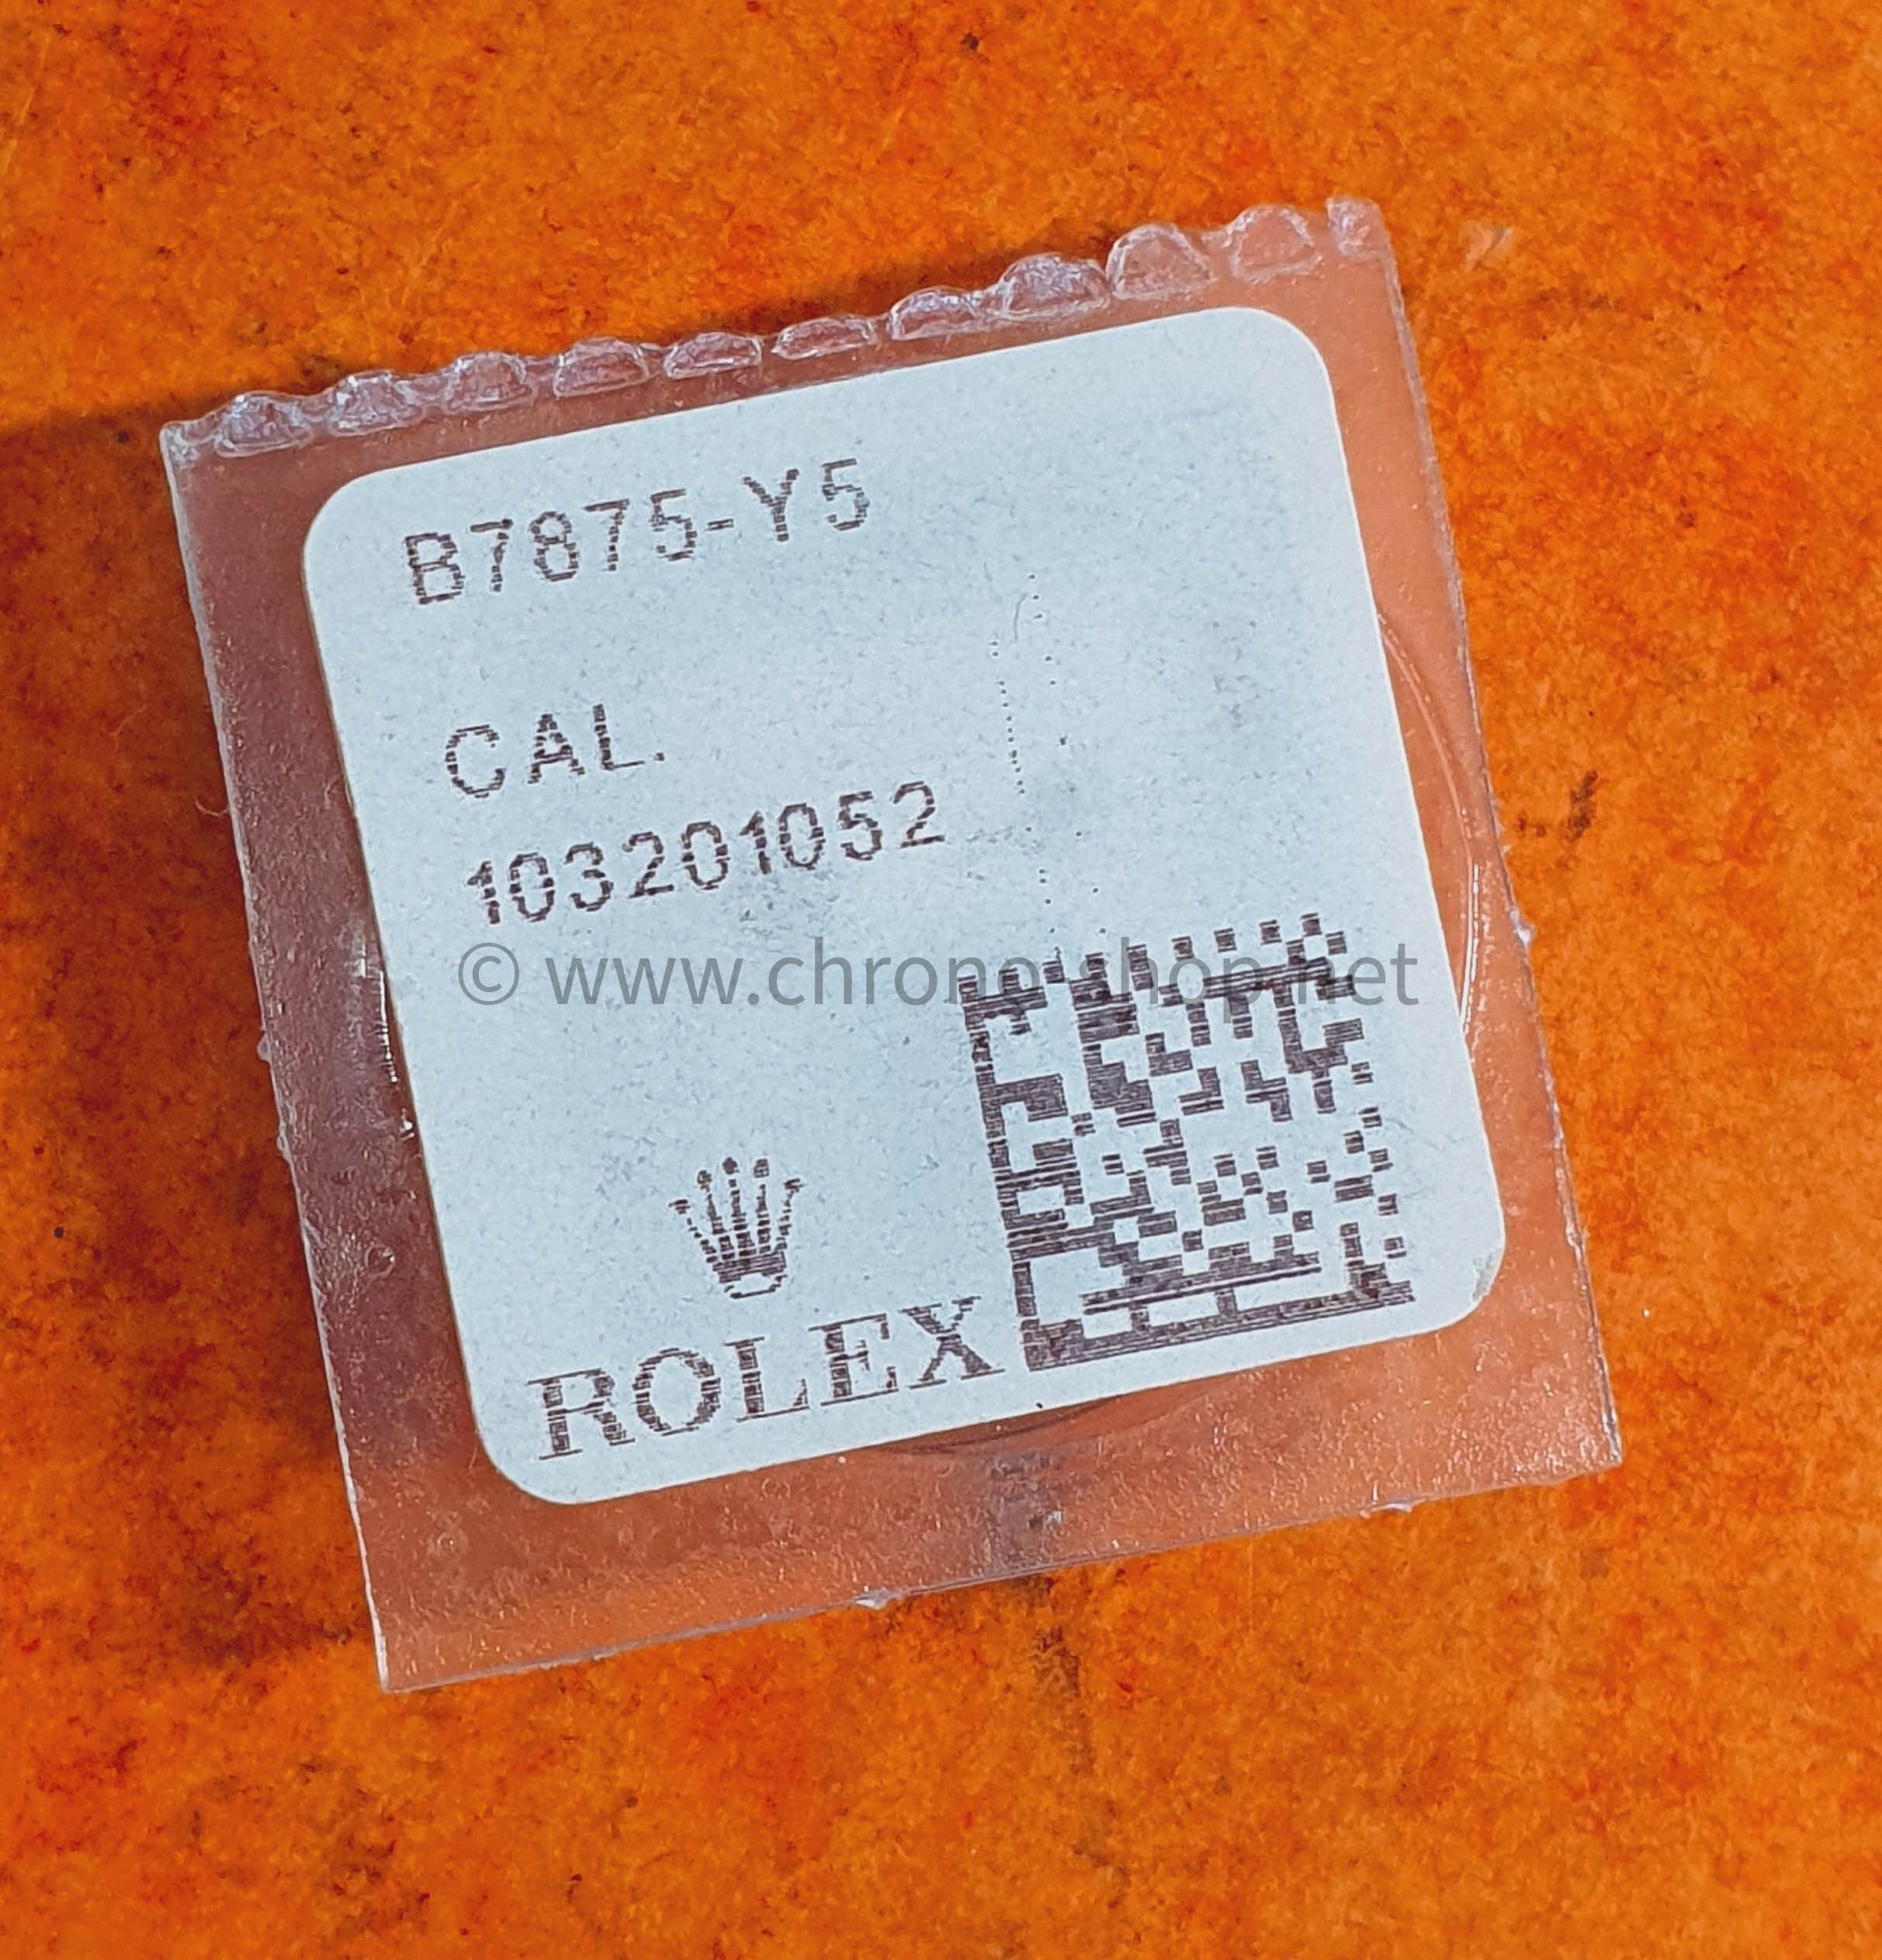 B7875-Y5
CAL.
103201052
© www.chrono-shop.net
ROLEX